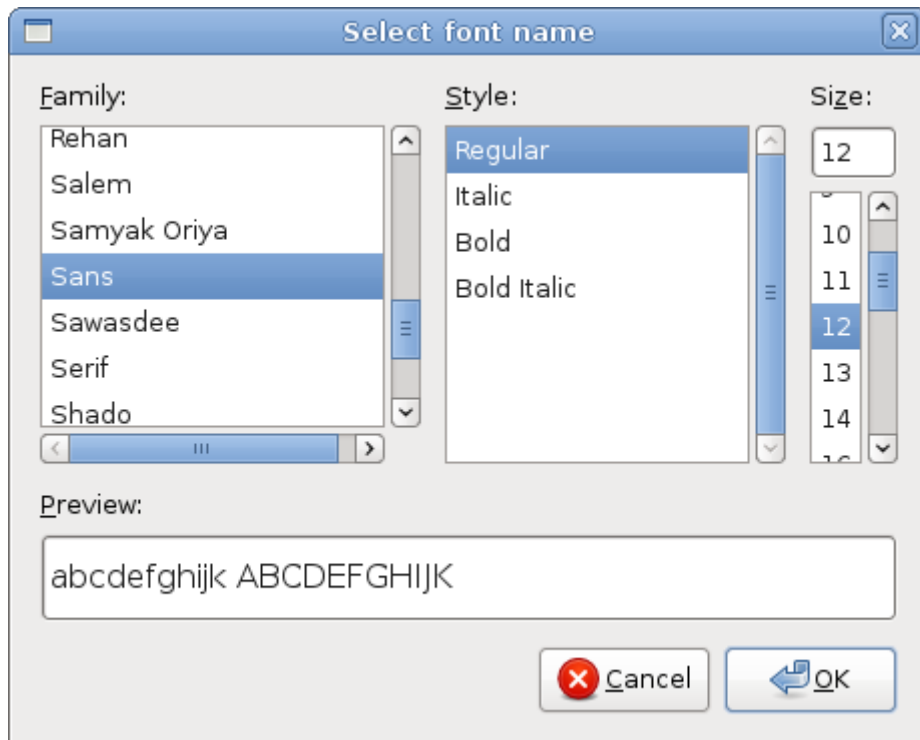 Select font name
Family:
Style:
Size:
Rehan
Salem
Samyak Oriya
Sans
Sawasdee
Serif
Shado
Regular
Italic
Bold
Bold Italic
12
10
11
12
13
14
Preview:
abcdefghijk ABCDEFGHIJK
Cancel
OK